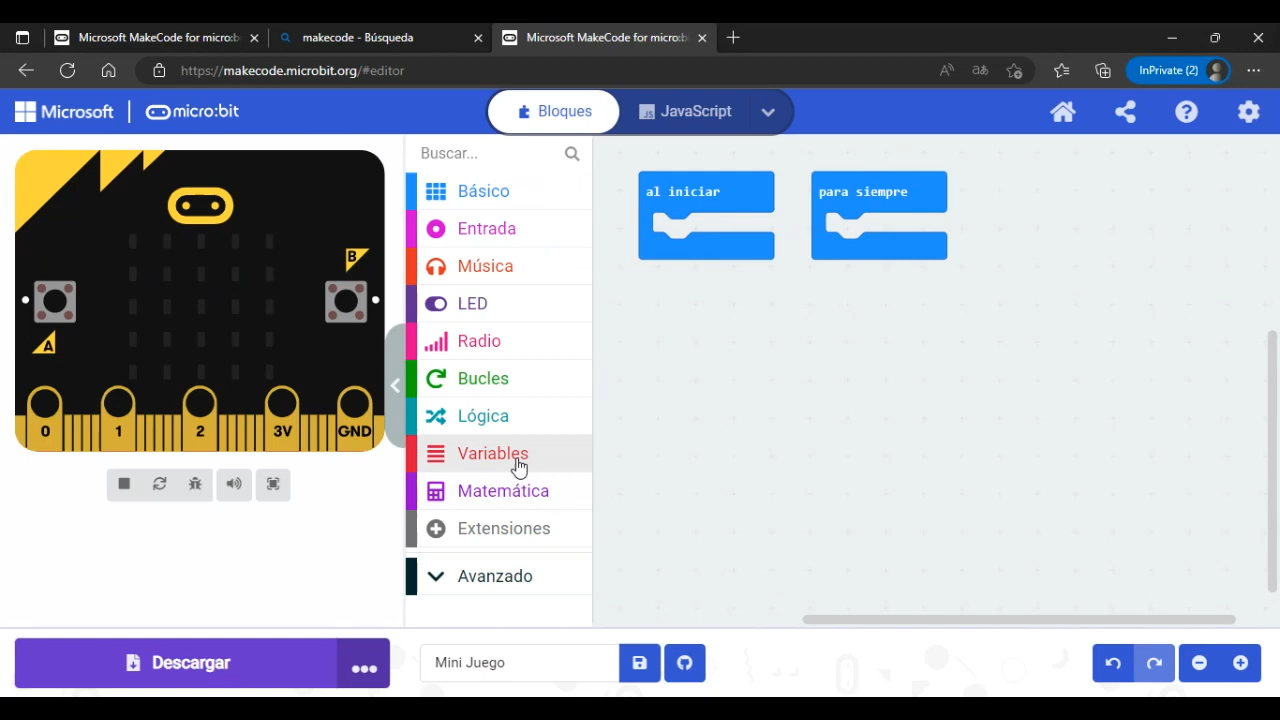 Microsoft MakeCode for micro:b
makecode - Búsqueda
Microsoft MakeCode for micro:b
https://makecode.microbit.org/#editor
InPrivate (2)
Microsoft
micro:bit
Bloques
JS JavaScript
Buscar...
Básico
Entrada
Música
LED
Radio
Bucles
Lógica
Variables
Matemática
Extensiones
Avanzado
al iniciar
para siempre
B
A
0 1 2 3V GND
Descargar
Mini Juego